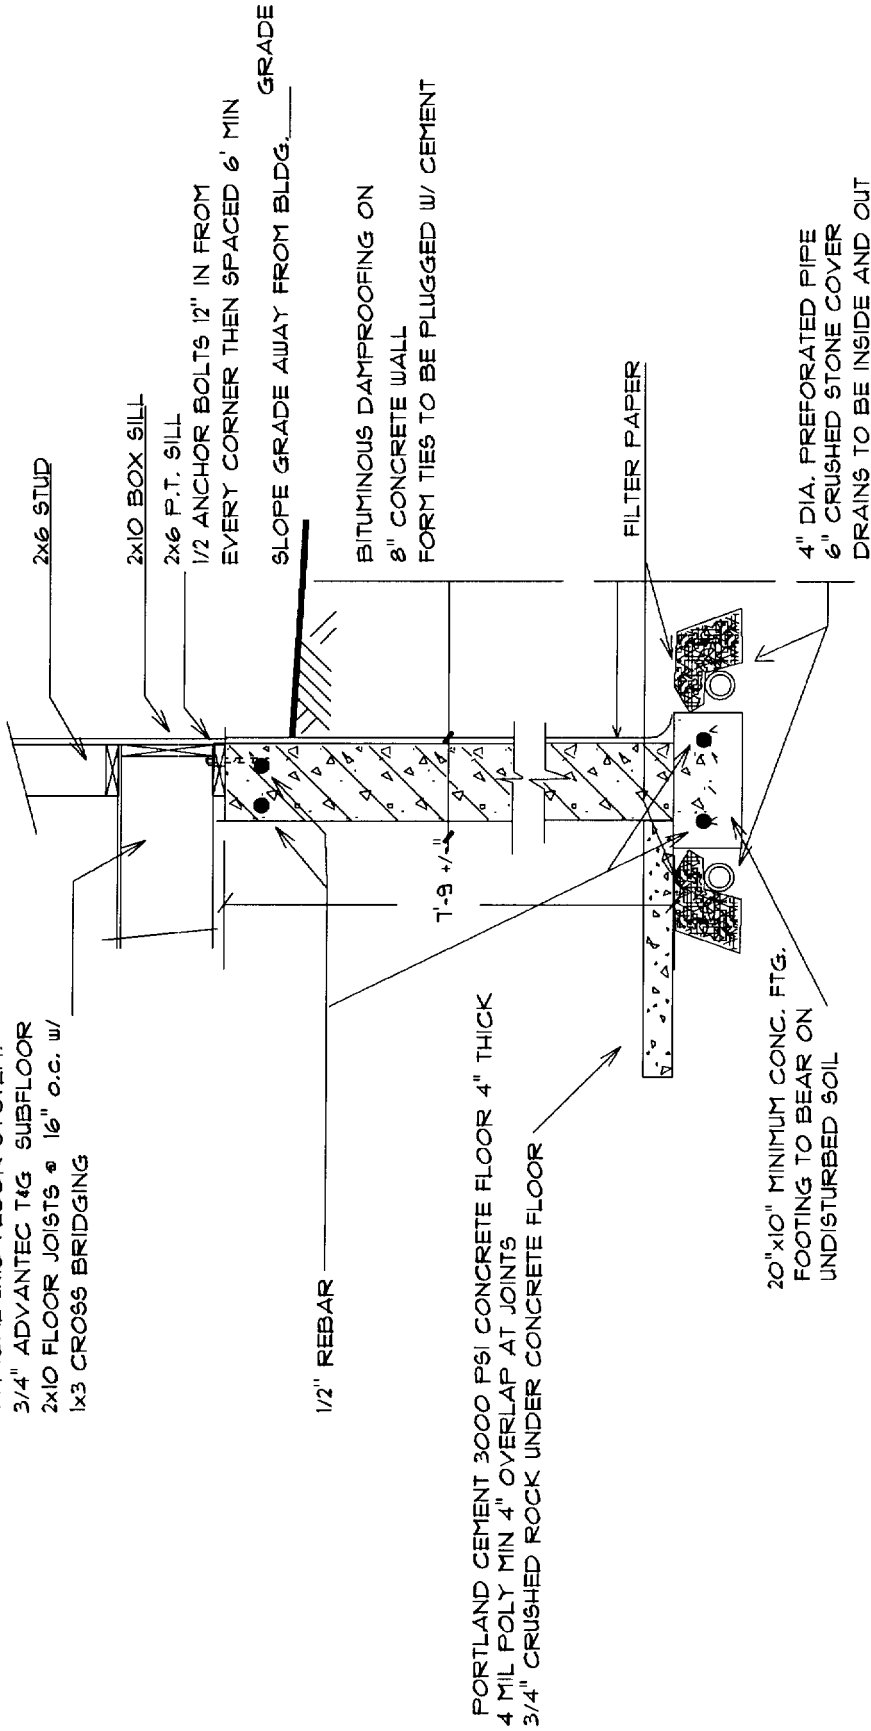 3/4" ADVANTEC T&G SUBFLOOR
2x10 FLOOR JOISTS @ 16" O.C. W/
1x3 CROSS BRIDGING
2x6 STUD
2x10 BOX SILL
2x6 P.T. SILL
1/2 ANCHOR BOLTS 12" IN FROM
EVERY CORNER THEN SPACED 6' MIN
GRADE
SLOPE GRADE AWAY FROM BLDG.
BITUMINOUS DAMPROOFING ON
8" CONCRETE WALL
FORM TIES TO BE PLUGGED W/ CEMENT
1/2" REBAR
7'-9 +/-"
FILTER PAPER
PORTLAND CEMENT 3000 PSI CONCRETE FLOOR 4" THICK
4 MIL POLY MIN 4" OVERLAP AT JOINTS
3/4" CRUSHED ROCK UNDER CONCRETE FLOOR
20"x10" MINIMUM CONC. FTG.
FOOTING TO BEAR ON
UNDISTURBED SOIL
4" DIA. PREFORATED PIPE
6" CRUSHED STONE COVER
DRAINS TO BE INSIDE AND OUT